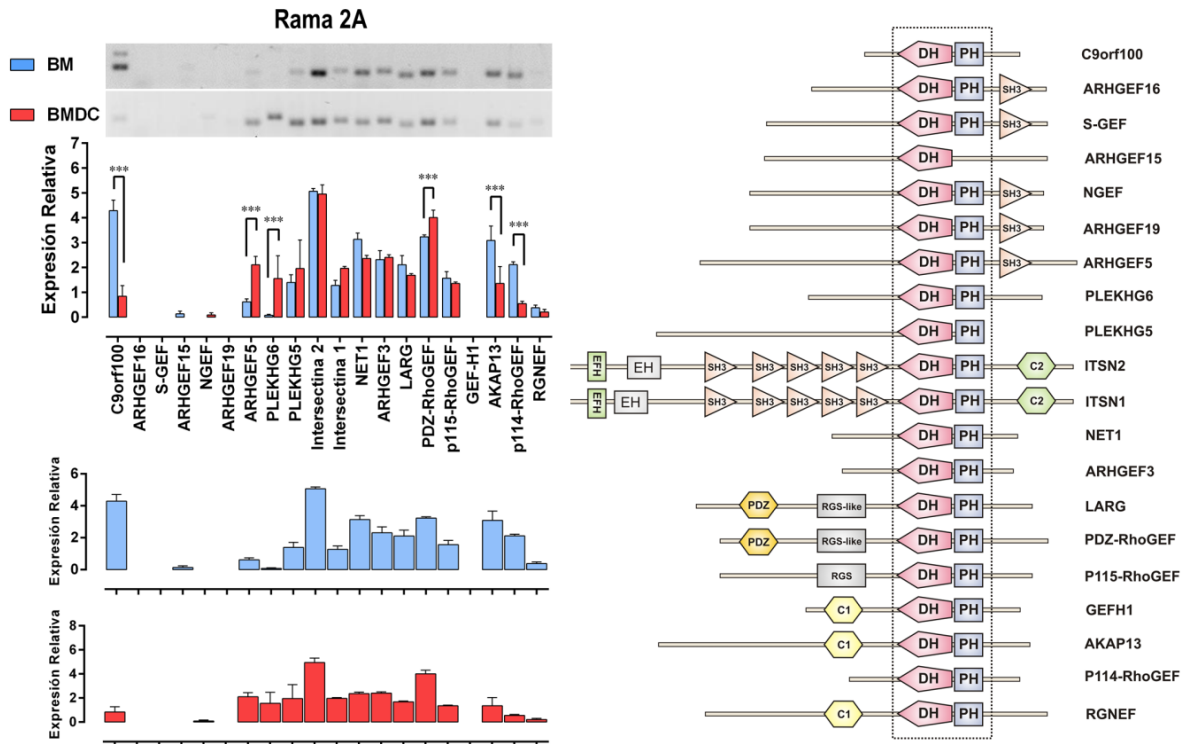 Rama 2A
BM
BMDC
Expresión Relativa
7
6
5
4
3
2
1
0
***
***
***
***
***
***
C9orf100
ARHGEF16
S-GEF
ARHGEF15
NGEF
ARHGEF19
ARHGEF5
PLEKHG6
PLEKHG5
Intersectina 2
Intersectina 1
NET1
ARHGEF3
LARG
PDZ-RhoGEF
p115-RhoGEF
GEF-H1
AKAP13
p114-RhoGEF
RGNEF
Expresión Relativa
6
4
2
0
Expresión Relativa
8
6
4
2
0
DH PH C9orf100
DH PH SH3 ARHGEF16
DH PH SH3 S-GEF
DH ARHGEF15
DH PH SH3 NGEF
DH PH SH3 ARHGEF19
DH PH SH3 ARHGEF5
DH PH PLEKHG6
DH PH PLEKHG5
EFH EH SH3 SH3 SH3 SH3 SH3 DH PH C2 ITSN2
EFH EH SH3 SH3 SH3 SH3 SH3 DH PH C2 ITSN1
DH PH NET1
DH PH ARHGEF3
PDZ RGS-like DH PH LARG
PDZ RGS-like DH PH PDZ-RhoGEF
RGS DH PH P115-RhoGEF
C1 DH PH GEFH1
C1 DH PH AKAP13
DH PH P114-RhoGEF
C1 DH PH RGNEF